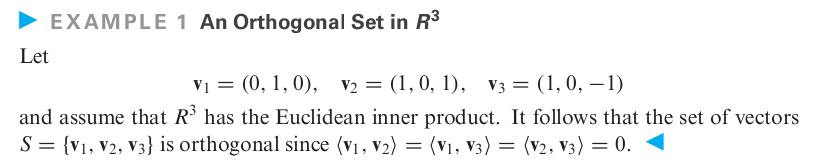 ▶ EXAMPLE 1 An Orthogonal Set in R³
Let
v₁ = (0, 1, 0), v₂ = (1, 0, 1), v₃ = (1, 0, −1)
and assume that R³ has the Euclidean inner product. It follows that the set of vectors
S = {v₁, v₂, v₃} is orthogonal since ⟨v₁, v₂⟩ = ⟨v₁, v₃⟩ = ⟨v₂, v₃⟩ = 0. ◀